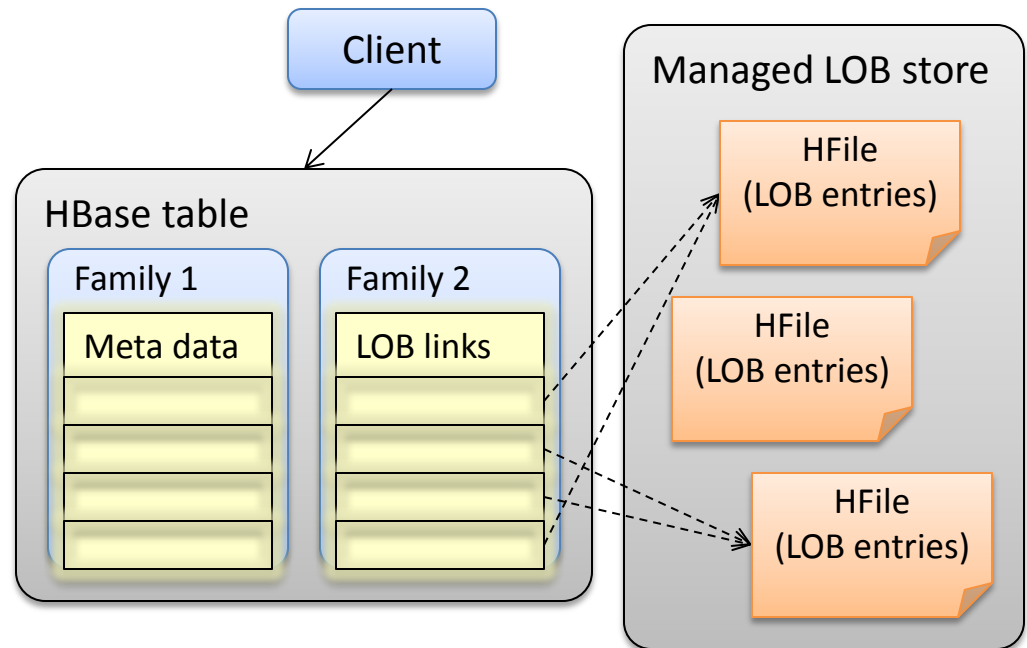 Client
HBase table
Family 1
Meta data
Family 2
LOB links
Managed LOB store
HFile
(LOB entries)
HFile
(LOB entries)
HFile
(LOB entries)